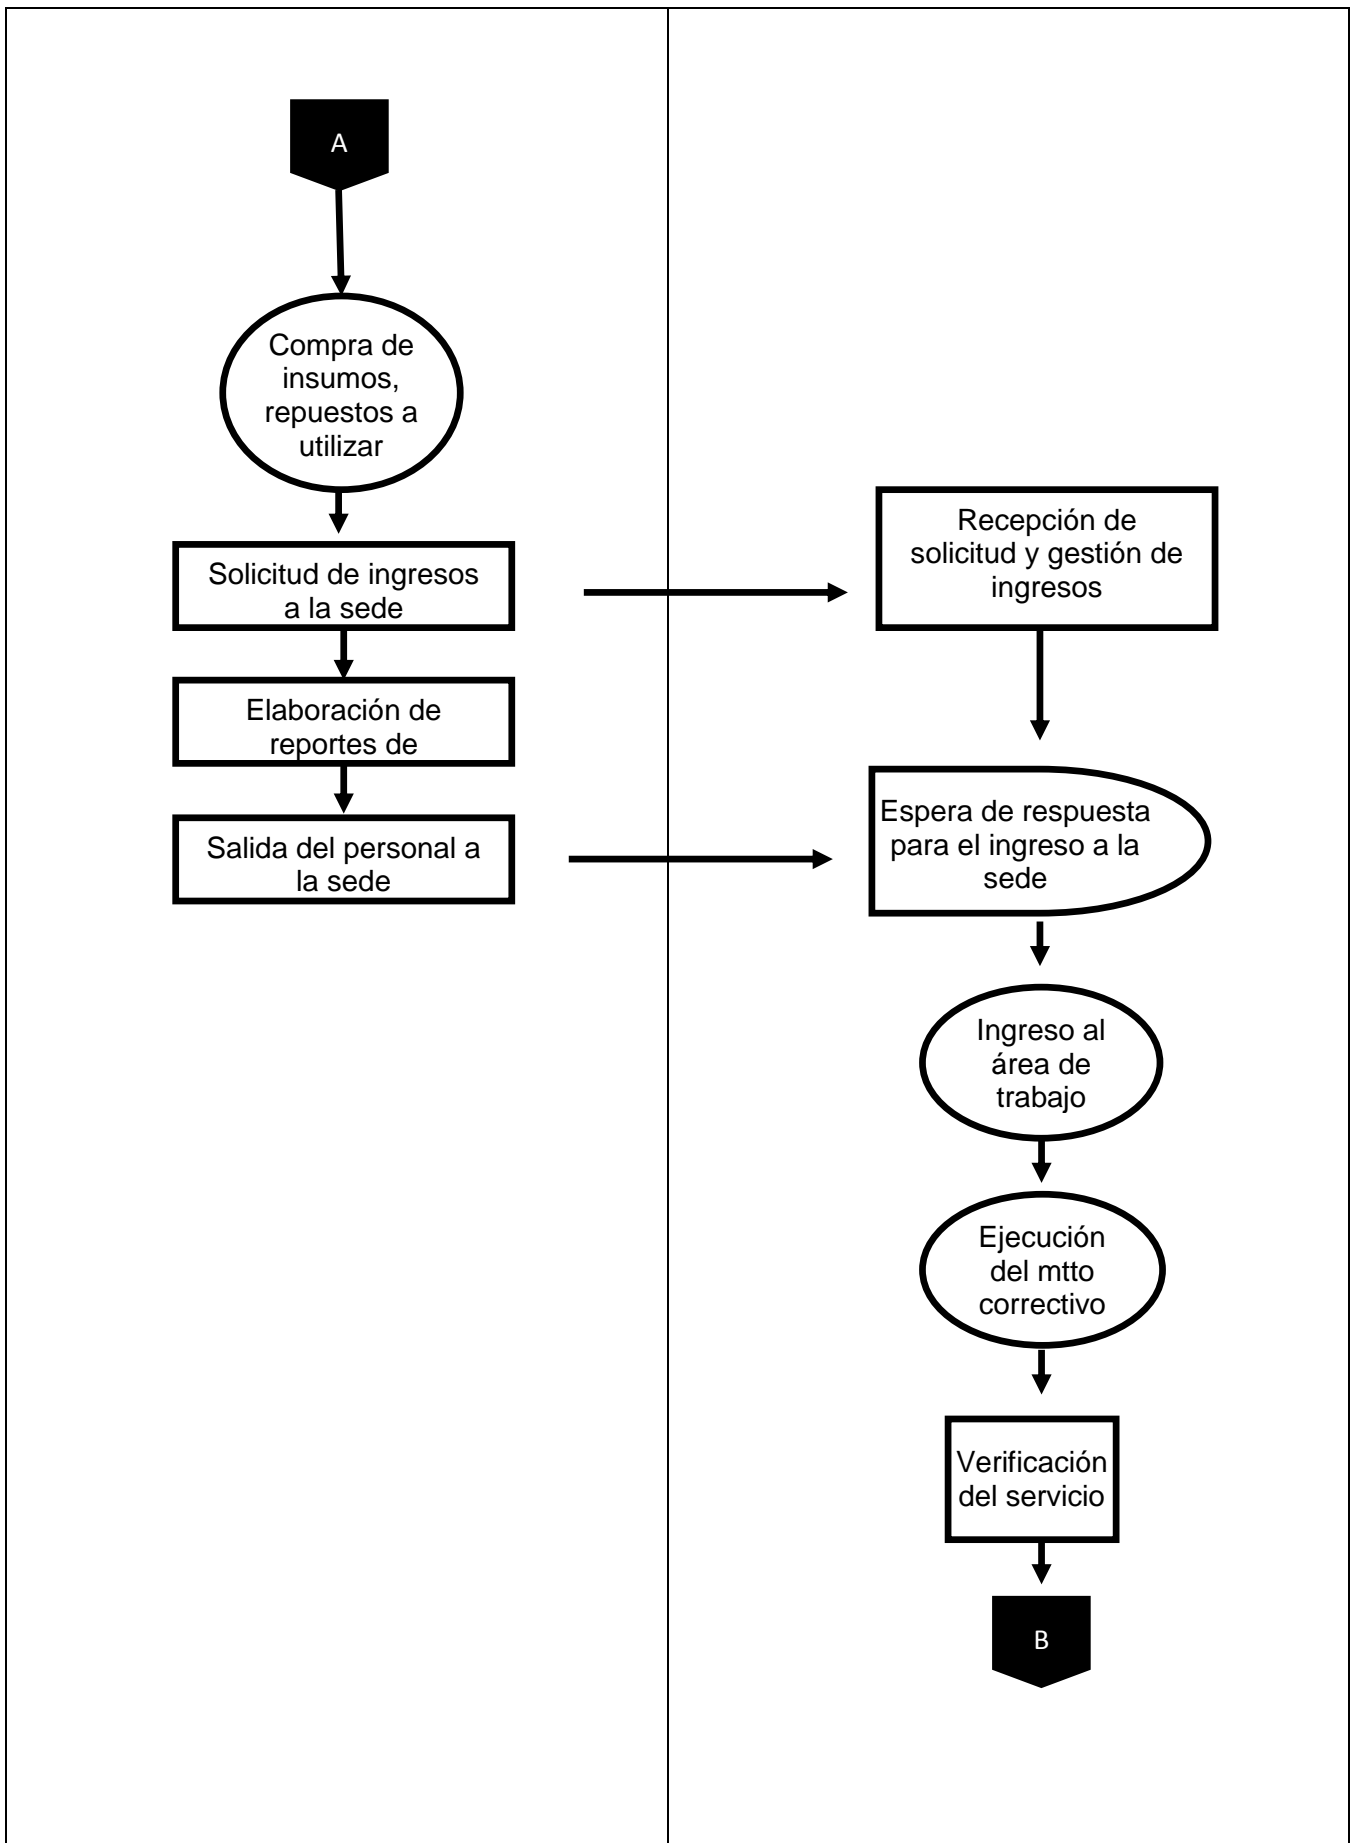 A
Compra de
insumos,
repuestos a
utilizar
Solicitud de ingresos
a la sede
Elaboración de
reportes de
Salida del personal a
la sede
Recepción de
solicitud y gestión de
ingresos
Espera de respuesta
para el ingreso a la
sede
Ingreso al
área de
trabajo
Ejecución
del mtto
correctivo
Verificación
del servicio
B